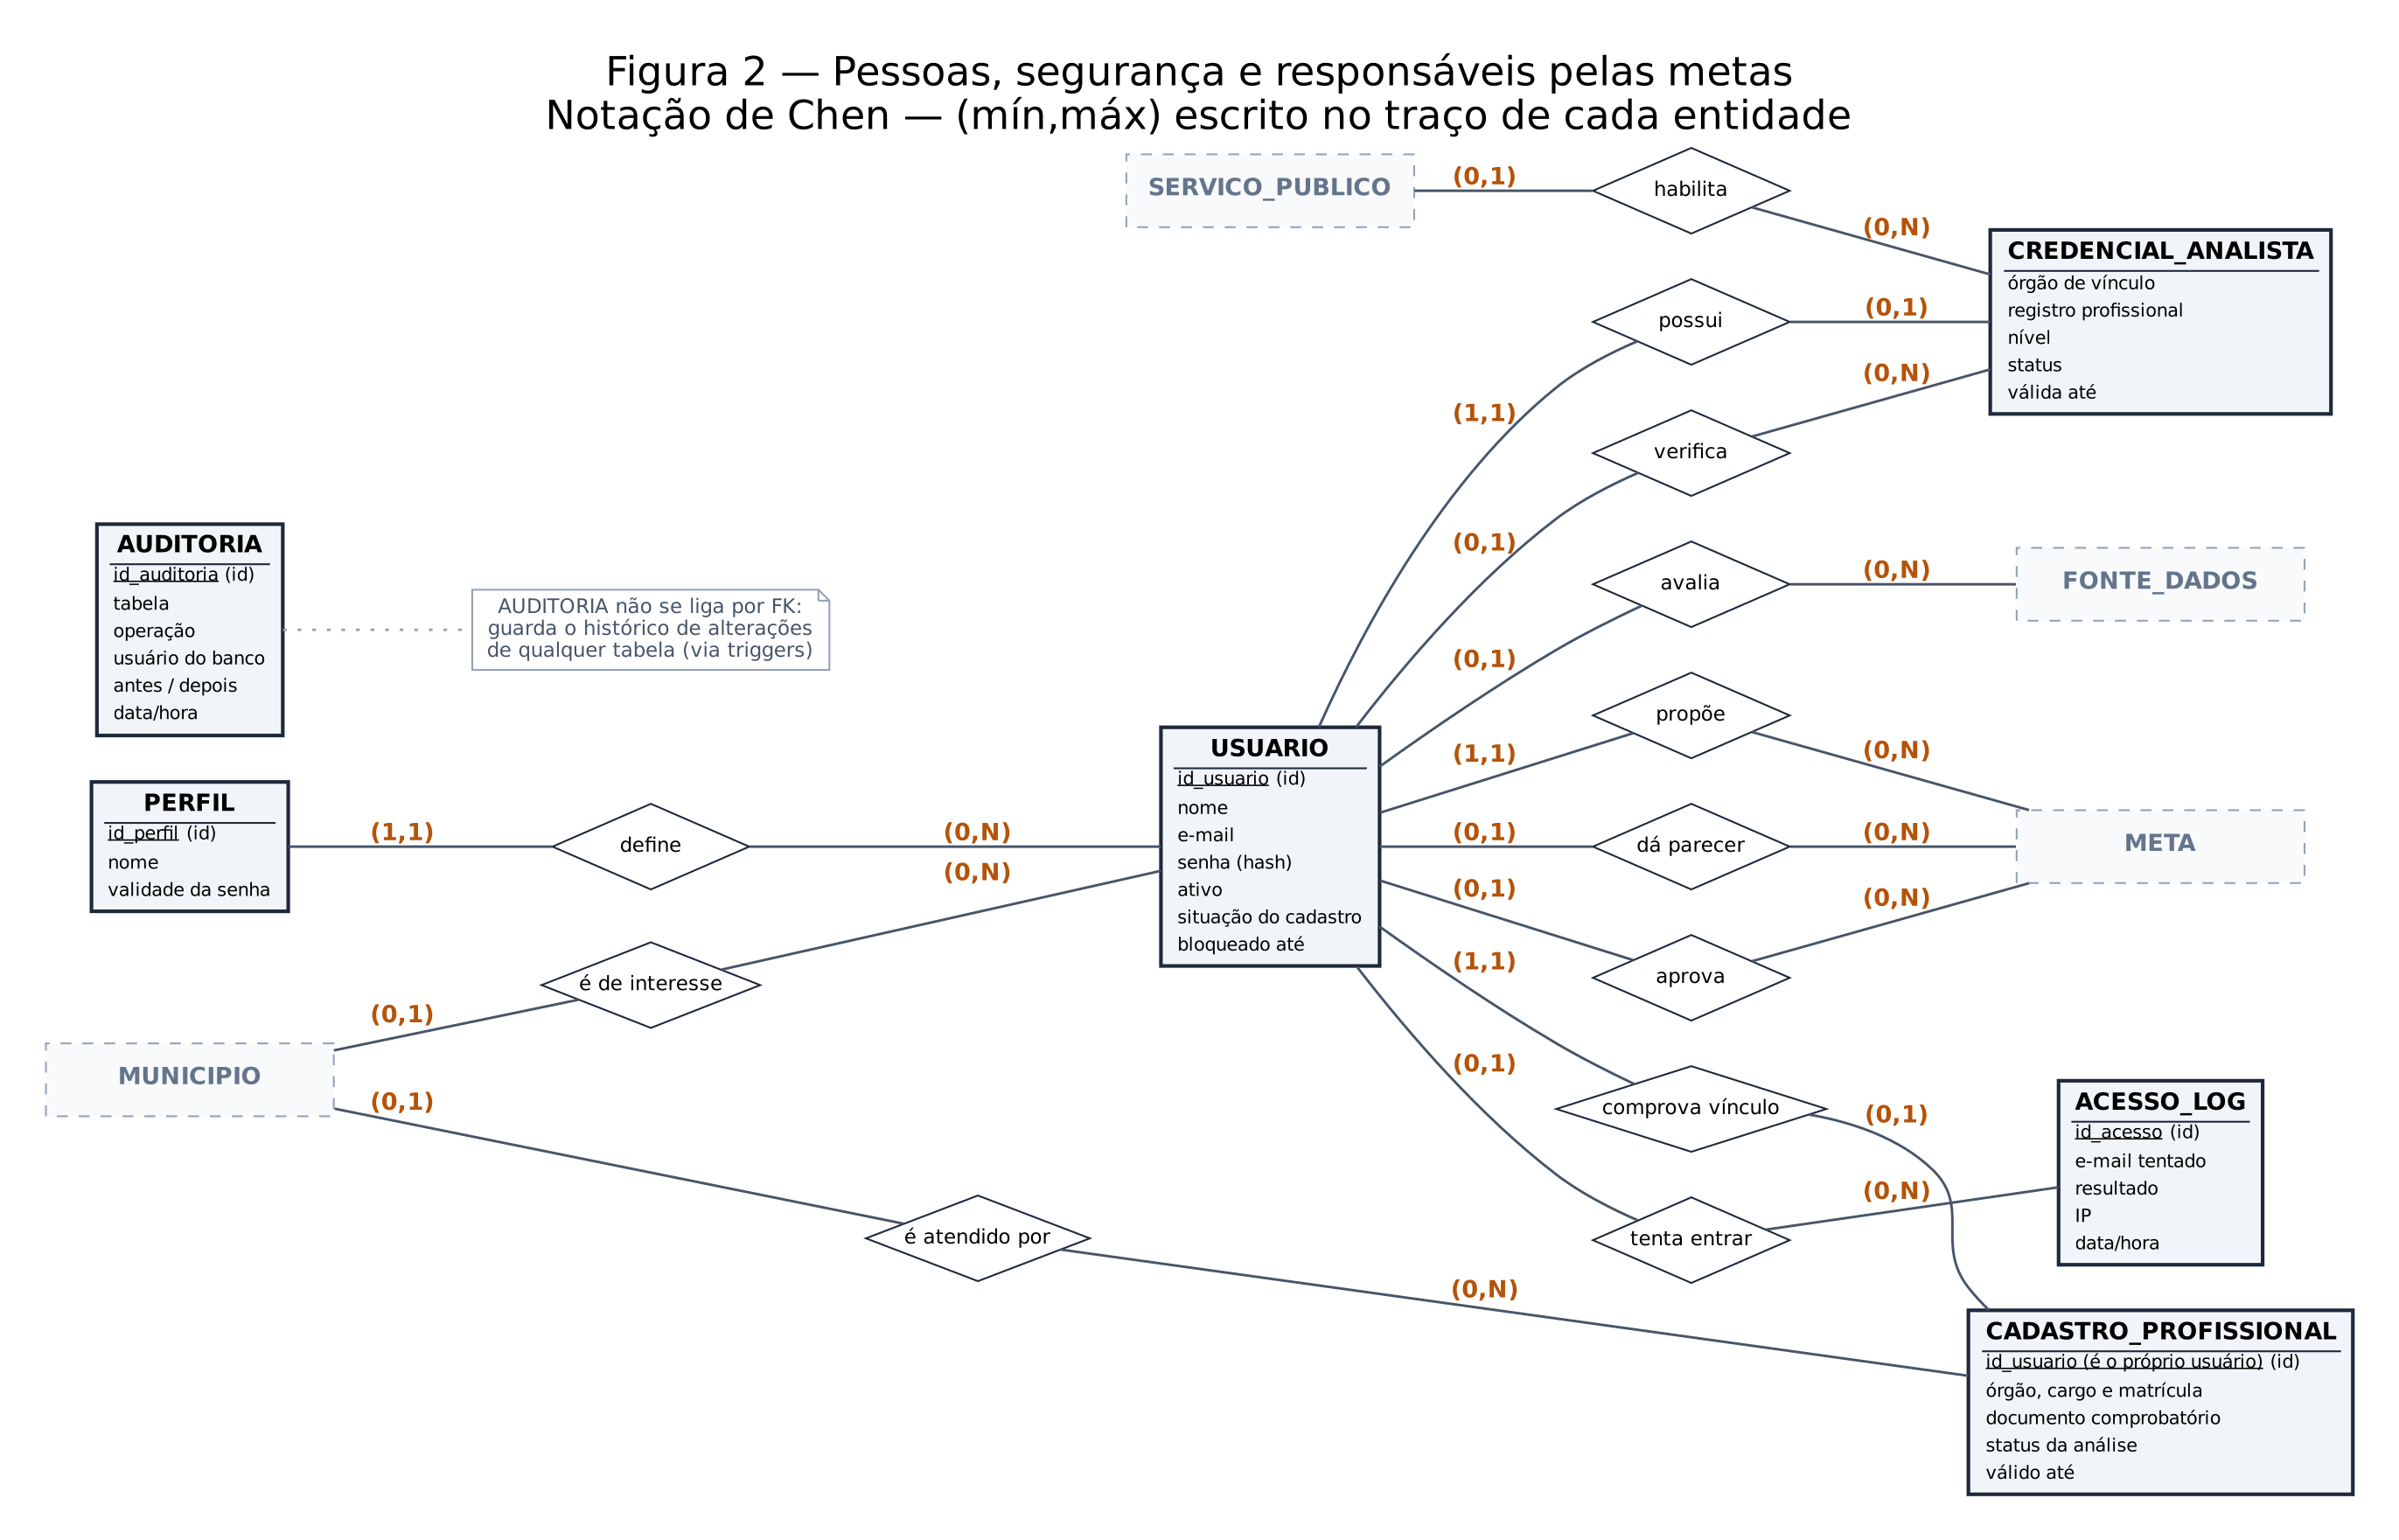 Figura 2 — Pessoas, segurança e responsáveis pelas metas
Notação de Chen — (mín,máx) escrito no traço de cada entidade
SERVICO_PUBLICO
(0,1)
habilita
(0,N)
CREDENCIAL_ANALISTA
órgão de vínculo
registro profissional
nível
status
válida até
possui
(0,1)
(1,1)
verifica
(0,N)
(0,1)
AUDITORIA
id_auditoria (id)
tabela
operação
usuário do banco
antes / depois
data/hora
AUDITORIA não se liga por FK:
guarda o histórico de alterações
de qualquer tabela (via triggers)
avalia
(0,N)
FONTE_DADOS
(0,1)
propõe
(1,1)
(0,N)
USUARIO
id_usuario (id)
nome
e-mail
senha (hash)
ativo
situação do cadastro
bloqueado até
PERFIL
id_perfil (id)
nome
validade da senha
(1,1)
define
(0,N)
(0,N)
(0,1)
dá parecer
(0,N)
META
(0,1)
aprova
(0,N)
é de interesse
(0,1)
MUNICIPIO
(0,1)
(1,1)
comprova vínculo
(0,1)
(0,1)
tenta entrar
(0,N)
ACESSO_LOG
id_acesso (id)
e-mail tentado
resultado
IP
data/hora
é atendido por
(0,N)
CADASTRO_PROFISSIONAL
id_usuario (é o próprio usuário) (id)
órgão, cargo e matrícula
documento comprobatório
status da análise
válido até